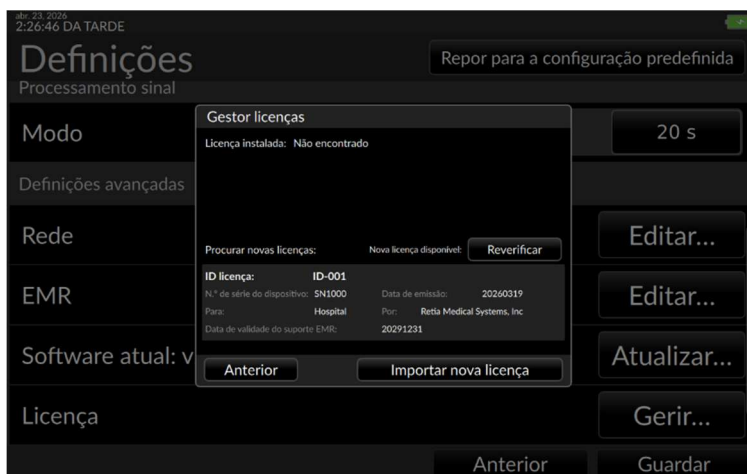 abr. 23, 2026
2:26:46 DA TARDE
Definições
Repor para a configuração predefinida
Processamento sinal
Modo
20 s
Definições avançadas
Rede
Editar...
EMR
Editar...
Software atual: v
Atualizar...
Licença
Gerir...
Anterior
Guardar
Gestor licenças
Licença instalada: Não encontrado
Procurar novas licenças:
Nova licença disponível:
Reverificar
ID licença: ID-001
N.º de série do dispositivo: SN1000
Data de emissão: 20260319
Para: Hospital
Por: Retia Medical Systems, Inc
Data de validade do suporte EMR: 20291231
Anterior
Importar nova licença